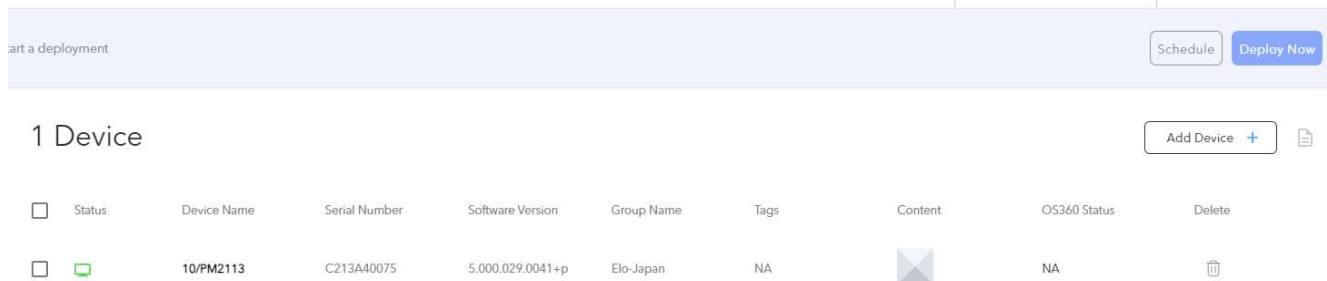 art a deployment
Schedule
Deploy Now
1 Device
Add Device +
Status Device Name Serial Number Software Version Group Name Tags Content OS360 Status Delete
10/PM2113 C213A40075 5.000.029.0041+p Elo-Japan NA NA